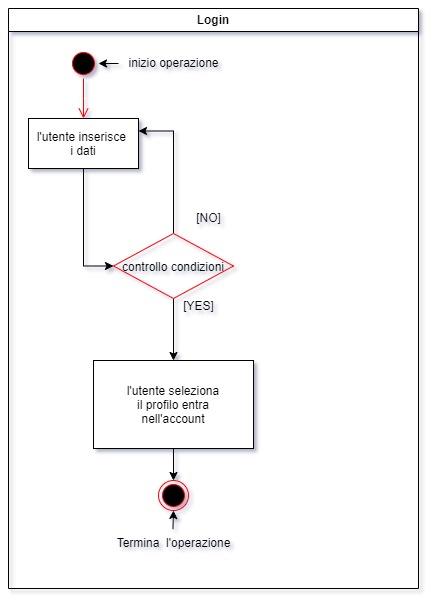 Login
inizio operazione
l'utente inserisce
i dati
[NO]
controllo condizioni
[YES]
l'utente seleziona
il profilo entra
nell'account
Termina l'operazione